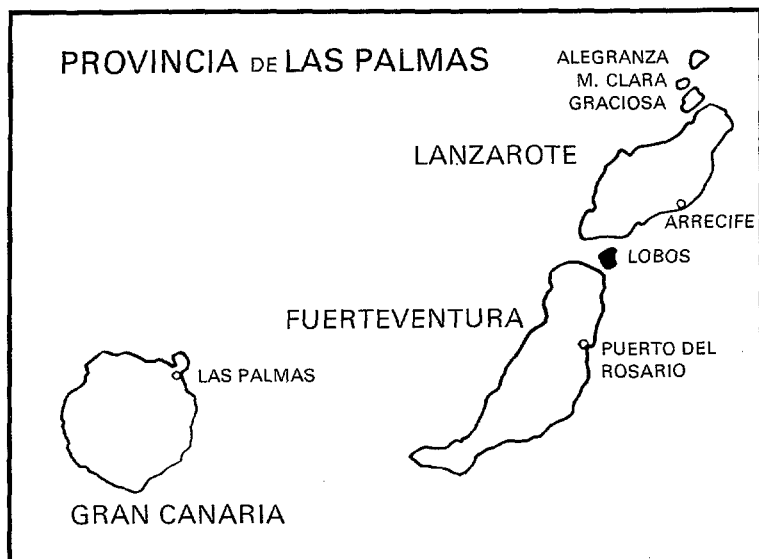 PROVINCIA DE LAS PALMAS
ALEGRANZA
M. CLARA
GRACIOSA
LANZAROTE
ARRECIFE
LOBOS
FUERTEVENTURA
PUERTO DEL
ROSARIO
LAS PALMAS
GRAN CANARIA